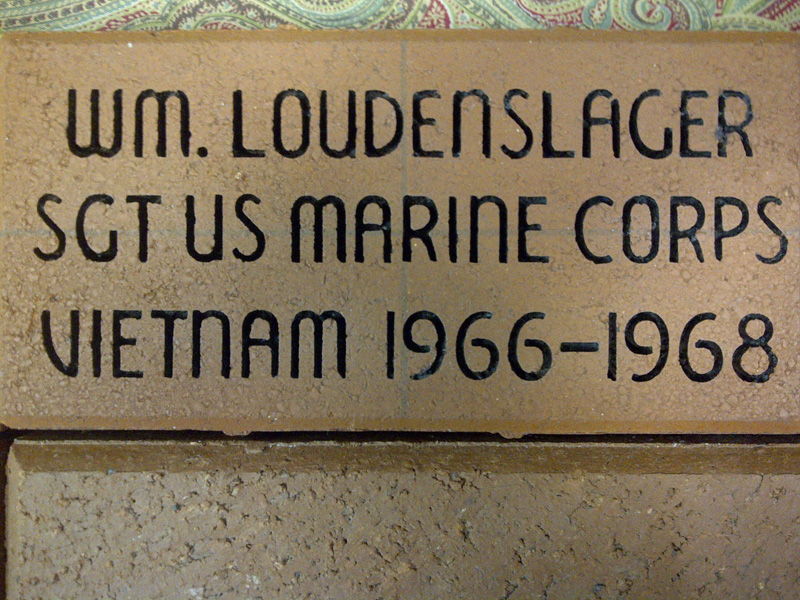 WM. LOUDENSLAGER
SGT US MARINE CORPS
VIETNAM 1966-1968